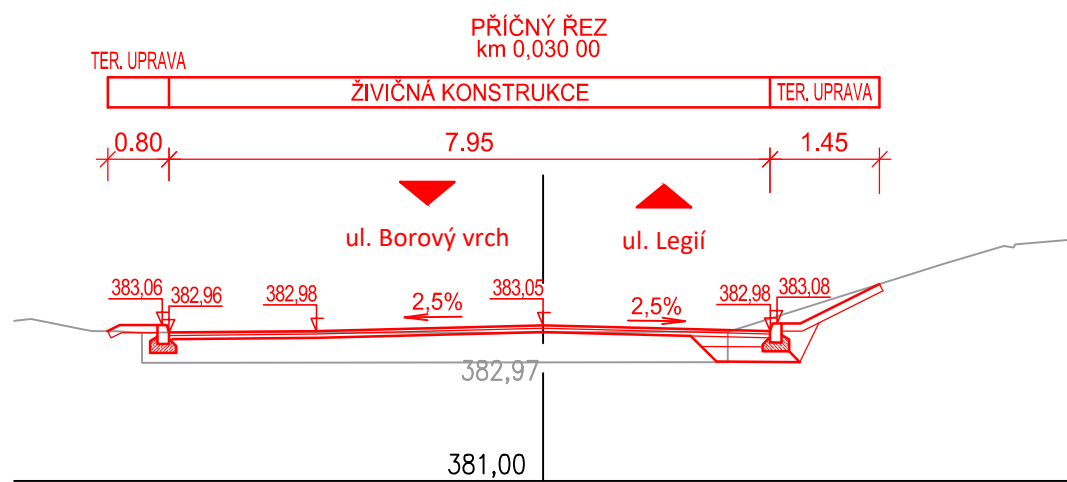 PŘÍČNÝ ŘEZ
km 0,030 00
TER. UPRAVA
ŽIVIČNÁ KONSTRUKCE
TER. UPRAVA
0.80
7.95
1.45
ul. Borový vrch
ul. Legií
383,06
382,96
382,98
2,5%
383,05
2,5%
382,98
383,08
382,97
381,00